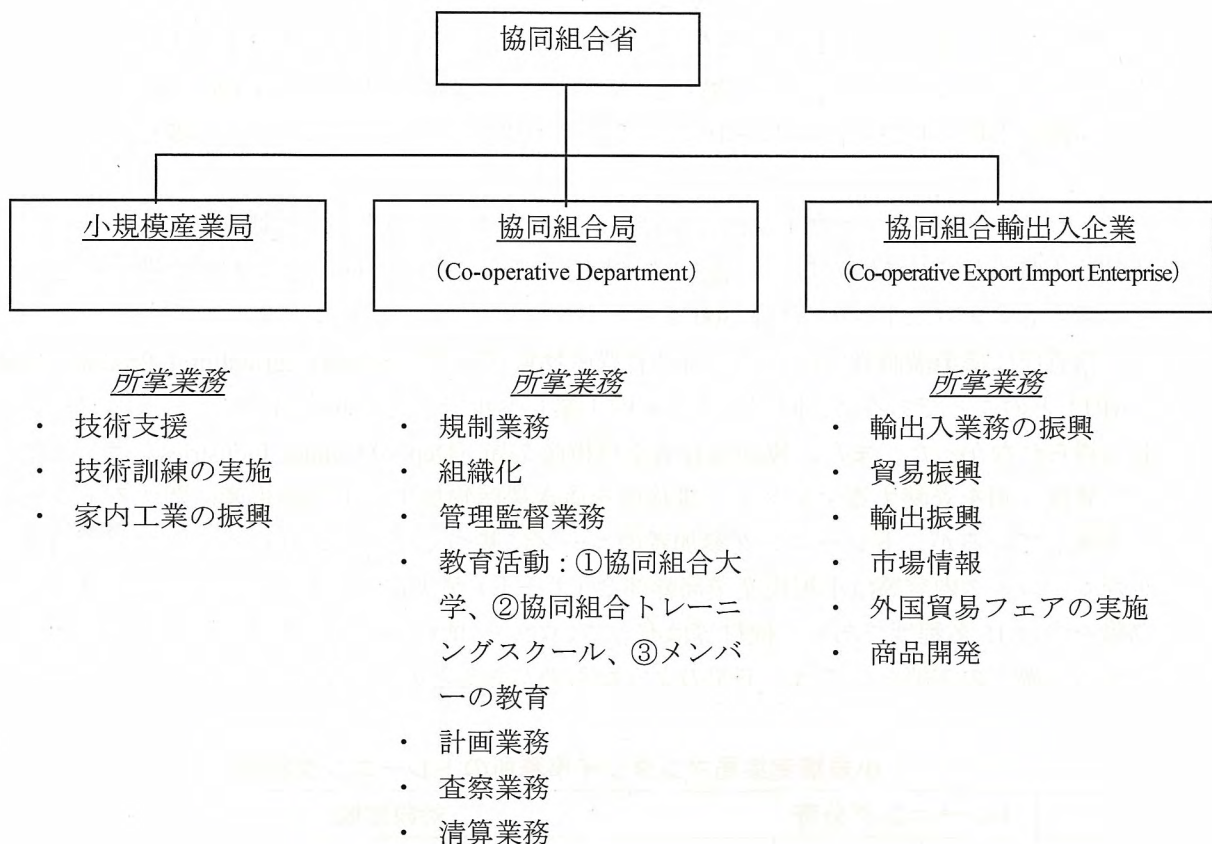 協同組合省
小規模産業局
協同組合局
(Co-operative Department)
協同組合輸出入企業
(Co-operative Export Import Enterprise)
所掌業務
・ 技術支援
・ 技術訓練の実施
・ 家内工業の振興
所掌業務
・ 規制業務
・ 組織化
・ 管理監督業務
・ 教育活動：①協同組合大
学、②協同組合トレーニ
ングスクール、③メンバ
ーの教育
・ 計画業務
・ 査察業務
・ 清算業務
所掌業務
・ 輸出入業務の振興
・ 貿易振興
・ 輸出振興
・ 市場情報
・ 外国貿易フェアの実施
・ 商品開発